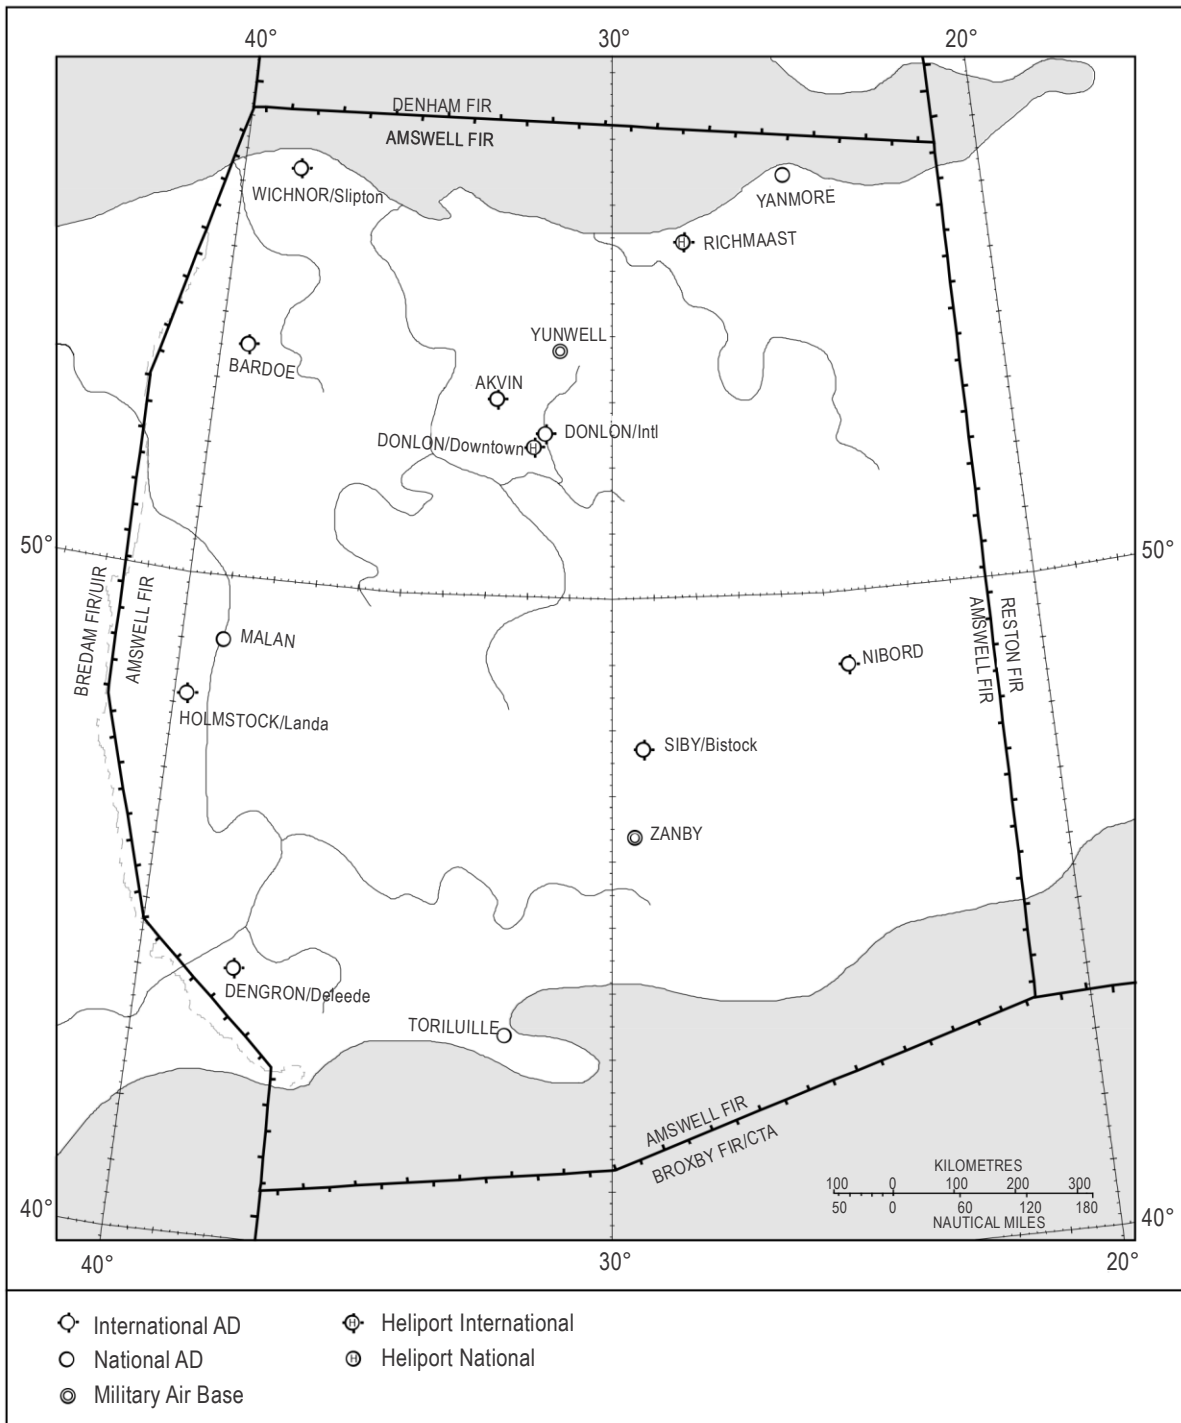 40° 30° 20°
DENHAM FIR
AMSWELL FIR
WICHNOR/Slipton
YANMORE
H RICHMAAST
YUNWELL
BARDOE
AKVIN
DONLON/Intl
DONLON/Downtown H
50° 50°
BREDAM FIR/UIR
AMSWELL FIR
RESTON FIR
AMSWELL FIR
MALAN
NIBORD
HOLMSTOCK/Landa
SIBY/Bistock
ZANBY
DENGRON/Deleede
TORILUILLE
AMSWELL FIR
BROXBY FIR/CTA
KILOMETRES
100 0 100 200 300
50 0 60 120 180
NAUTICAL MILES
40° 40°
40° 30° 20°
International AD
H Heliport International
National AD
H Heliport National
Military Air Base